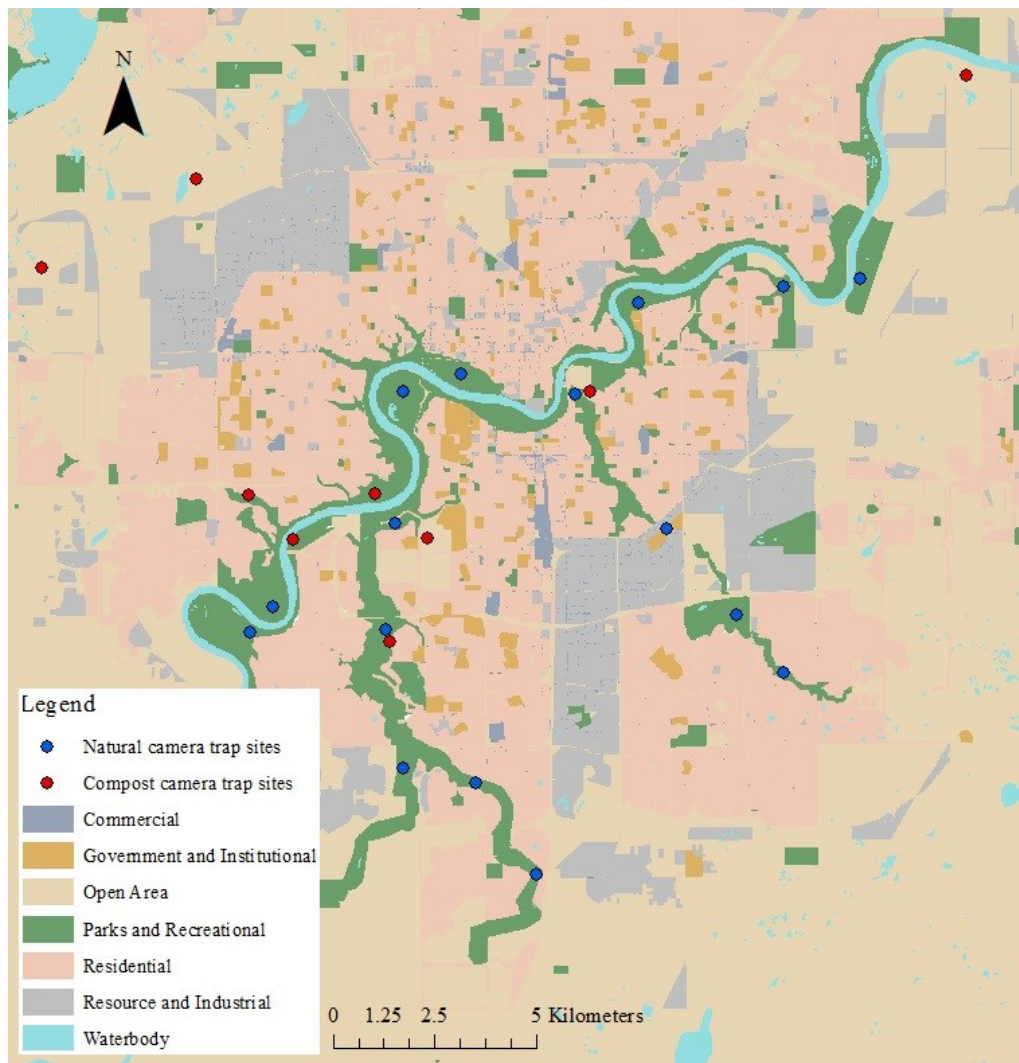 N
Legend
Natural camera trap sites
Compost camera trap sites
Commercial
Government and Institutional
Open Area
Parks and Recreational
Residential
Resource and Industrial
Waterbody
0 1.25 2.5 5 Kilometers